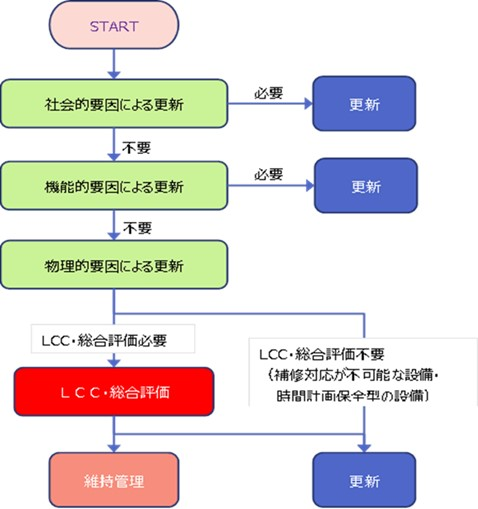 START
社会的要因による更新
必要
更新
不要
機能的要因による更新
必要
更新
不要
物理的要因による更新
LCC・総合評価必要
LCC・総合評価不要
（補修対応が不可能な設備・
時間計画保全型の設備）
ＬＣＣ・総合評価
維持管理
更新